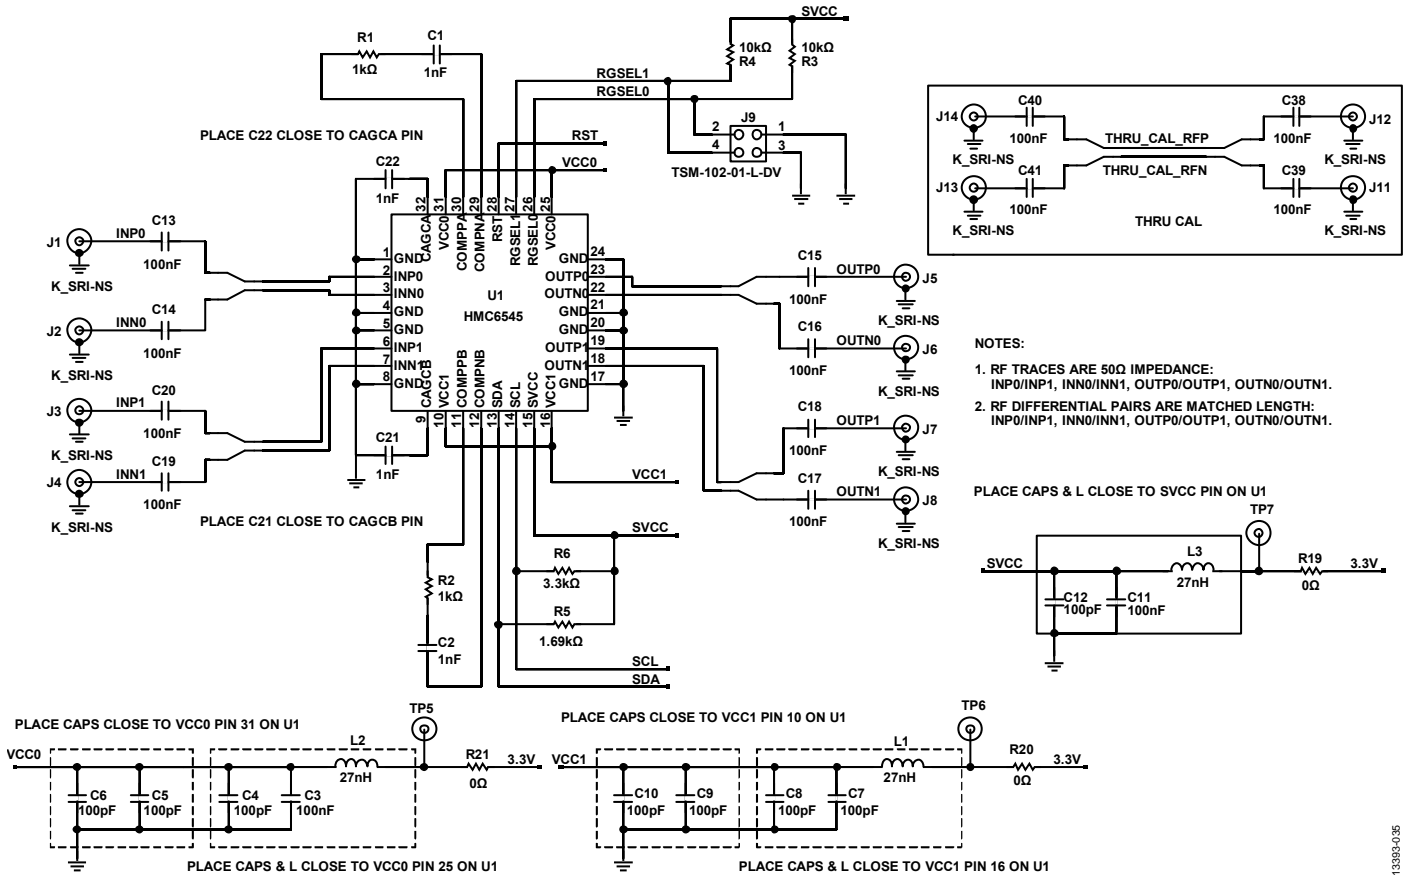 SVCC
R1
1kΩ
C1
1nF
10kΩ
R4
10kΩ
R3
RGSEL1
RGSEL0
J9
2
1
4
3
TSM-102-01-L-DV
PLACE C22 CLOSE TO CAGCA PIN
RST
VCC0
C22
1nF
32
31
30
29
28
27
26
25
CAGCA
VCC0
COMPPA
COMPNA
RST
RGSEL1
RGSEL0
VCC0
J14
C40
100nF
K_SRI-NS
THRU_CAL_RFP
C38
100nF
J12
K_SRI-NS
J13
C41
100nF
K_SRI-NS
THRU_CAL_RFN
C39
100nF
J11
K_SRI-NS
THRU CAL
J1
INP0
C13
100nF
K_SRI-NS
J2
INN0
C14
100nF
K_SRI-NS
J3
INP1
C20
100nF
K_SRI-NS
J4
INN1
C19
100nF
K_SRI-NS
1 GND
2 INP0
3 INN0
4 GND
5 GND
6 INP1
7 INN1
8 GND
U1
HMC6545
GND 24
OUTP0 23
OUTN0 22
GND 21
GND 20
OUTP1 19
OUTN1 18
GND 17
CAGCB
VCC1
COMPPB
COMPNB
SDA
SCL
SVCC
VCC1
9
10
11
12
13
14
15
16
C15
100nF
OUTP0
J5
K_SRI-NS
C16
100nF
OUTN0
J6
K_SRI-NS
C18
100nF
OUTP1
J7
K_SRI-NS
C17
100nF
OUTN1
J8
K_SRI-NS
NOTES:
1. RF TRACES ARE 50Ω IMPEDANCE:
INP0/INP1, INN0/INN1, OUTP0/OUTP1, OUTN0/OUTN1.
2. RF DIFFERENTIAL PAIRS ARE MATCHED LENGTH:
INP0/INP1, INN0/INN1, OUTP0/OUTP1, OUTN0/OUTN1.
C21
1nF
PLACE C21 CLOSE TO CAGCB PIN
VCC1
SVCC
R6
3.3kΩ
R5
1.69kΩ
R2
1kΩ
C2
1nF
SCL
SDA
PLACE CAPS & L CLOSE TO SVCC PIN ON U1
TP7
SVCC
L3
27nH
R19
0Ω
3.3V
C12
100pF
C11
100nF
PLACE CAPS CLOSE TO VCC0 PIN 31 ON U1
TP5
VCC0
L2
27nH
R21
0Ω
3.3V
C6
100pF
C5
100pF
C4
100pF
C3
100nF
PLACE CAPS & L CLOSE TO VCC0 PIN 25 ON U1
PLACE CAPS CLOSE TO VCC1 PIN 10 ON U1
TP6
VCC1
L1
27nH
R20
0Ω
3.3V
C10
100pF
C9
100pF
C8
100pF
C7
100pF
PLACE CAPS & L CLOSE TO VCC1 PIN 16 ON U1
13393-035